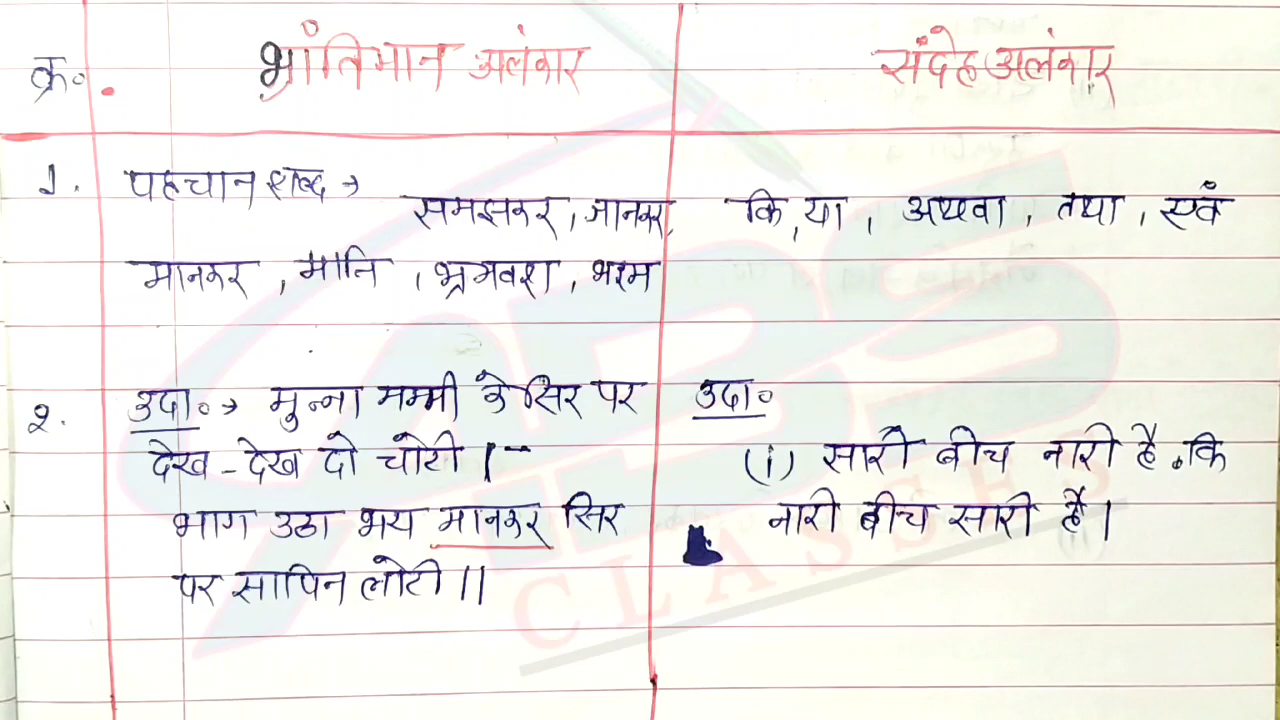 क्र० भ्रांतिमान अलंकार संदेह अलंकार
1. पहचान शब्द →
समझकर, जानकर, कि, या, अथवा, तथा, एवं
मानकर, मानि, भ्रमवश, भरम
2. उदा० → मुन्ना मम्मी के सिर पर
देख - देख दो चोटी ।
भाग उठा भय मानकर सिर
पर सापिन लोटी ।।
उदा०
(i) सारी बीच नारी है कि
नारी बीच सारी है ।
CLASSES